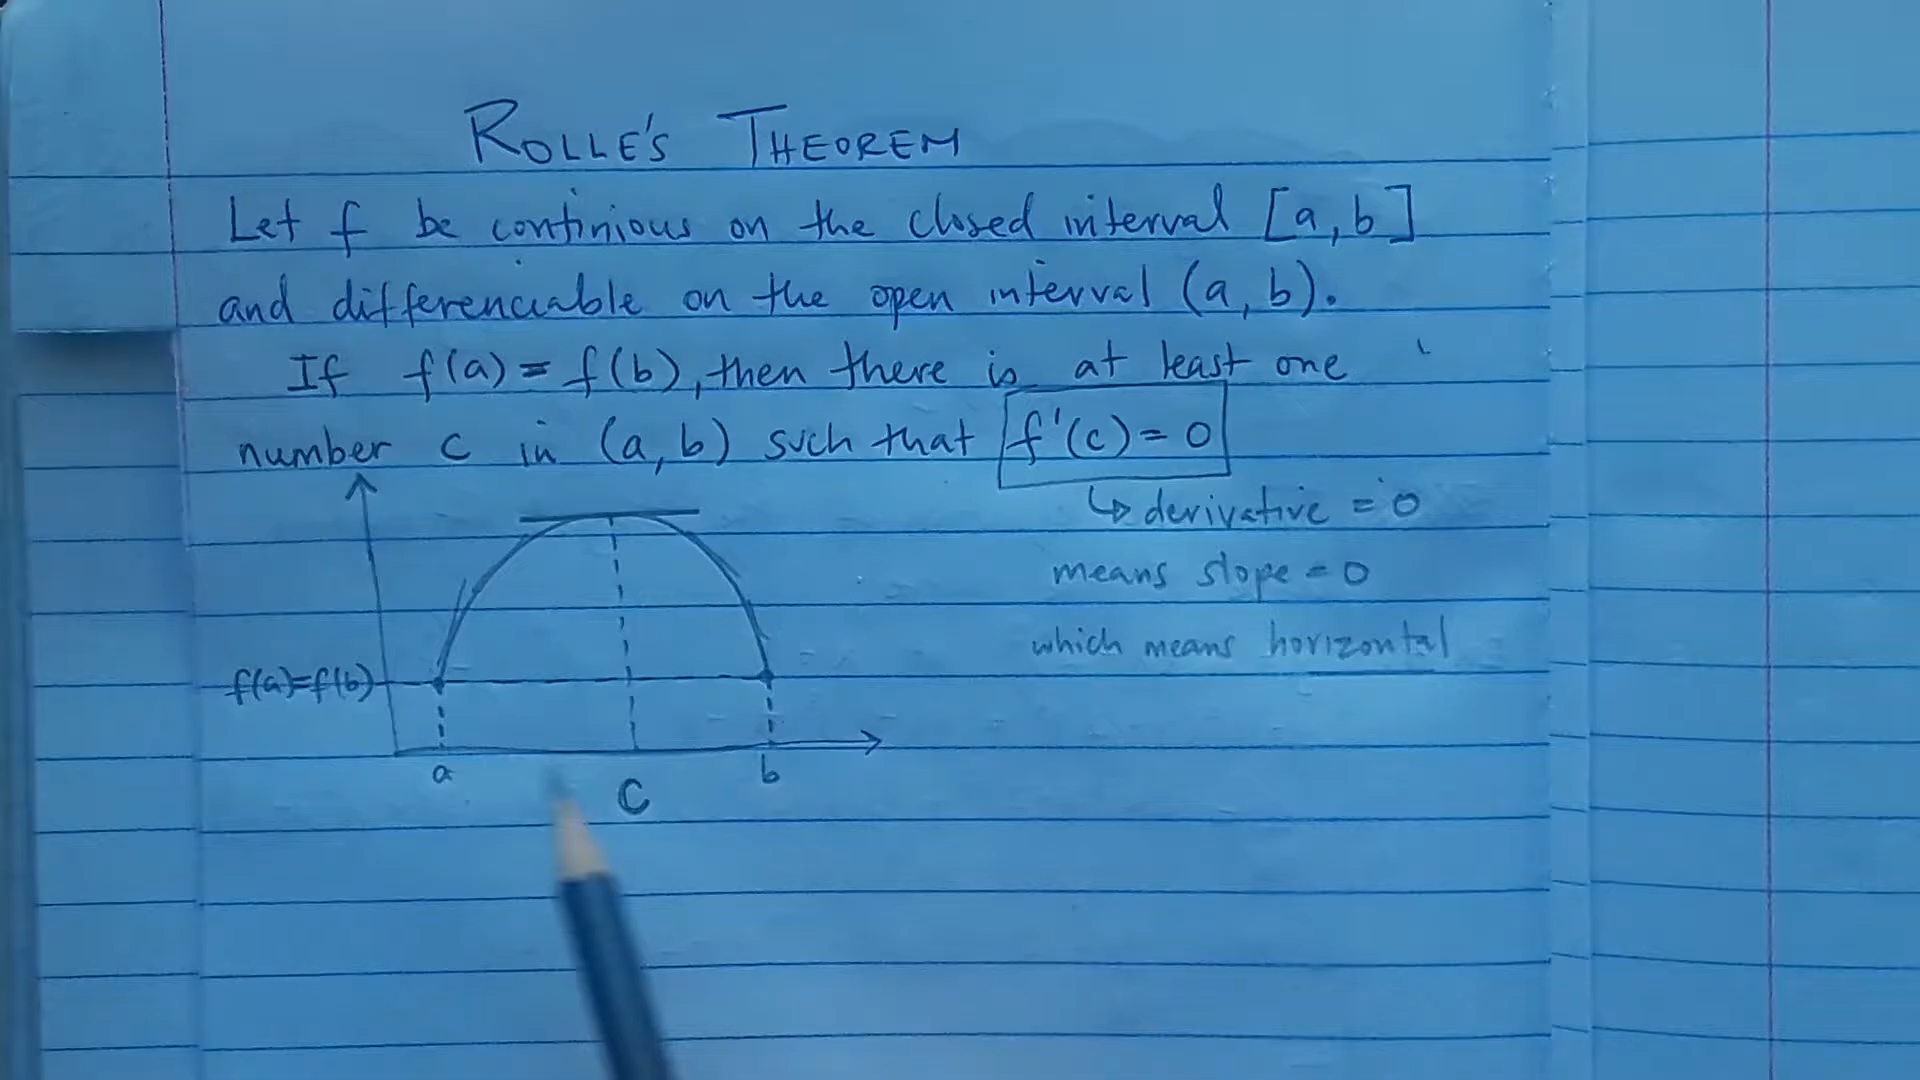 ROLLE'S THEOREM
Let f be continious on the closed interval [a, b]
and differenciable on the open interval (a, b).
If f(a) = f(b), then there is at least one
number c in (a, b) such that f'(c) = 0
↳ derivative = 0
means slope = 0
which means horizontal
f(a)=f(b)
a
b
C